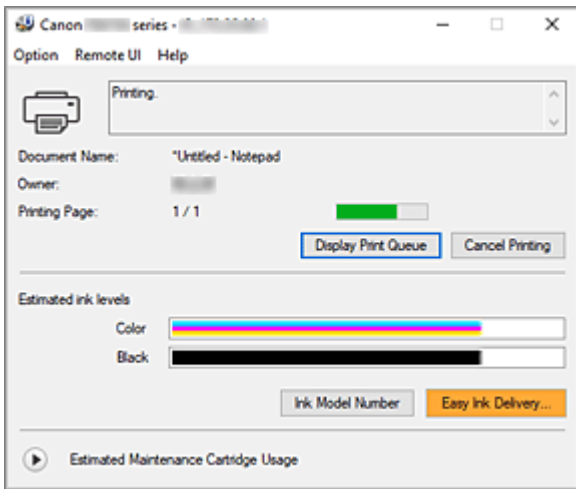 Canon series -
Option Remote UI Help
Printing.
Document Name: *Untitled - Notepad
Owner:
Printing Page: 1 / 1
Display Print Queue Cancel Printing
Estimated ink levels
Color
Black
Ink Model Number Easy Ink Delivery...
Estimated Maintenance Cartridge Usage